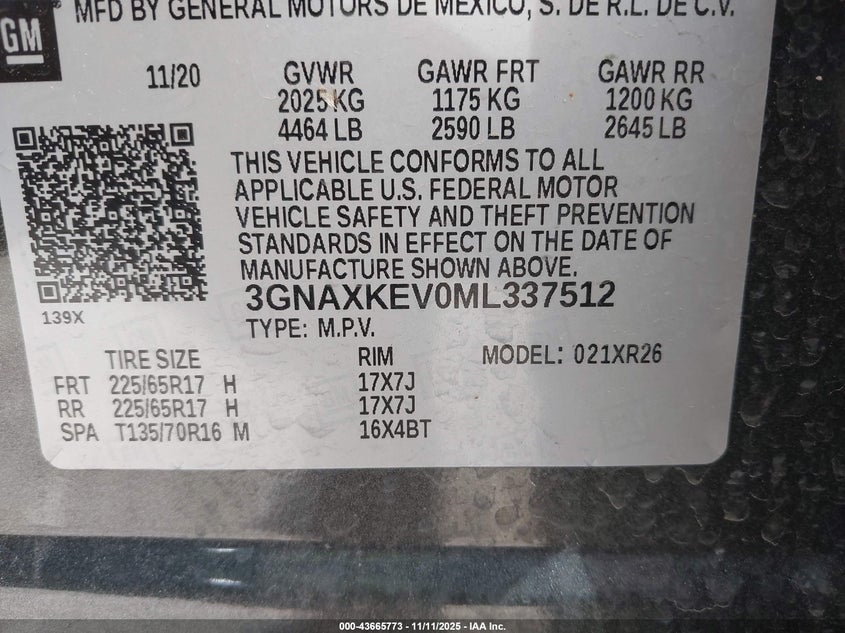 GM
MFD BY GENERAL MOTORS DE MEXICO, S. DE R.L. DE C.V.
11/20 GVWR GAWR FRT GAWR RR
2025 KG 1175 KG 1200 KG
4464 LB 2590 LB 2645 LB
THIS VEHICLE CONFORMS TO ALL
APPLICABLE U.S. FEDERAL MOTOR
VEHICLE SAFETY AND THEFT PREVENTION
STANDARDS IN EFFECT ON THE DATE OF
MANUFACTURE SHOWN ABOVE.
3GNAXKEV0ML337512
139X
TYPE: M.P.V.
TIRE SIZE RIM MODEL: 021XR26
FRT 225/65R17 H 17X7J
RR 225/65R17 H 17X7J
SPA T135/70R16 M 16X4BT
000-43665773 - 11/11/2025 - IAA Inc.